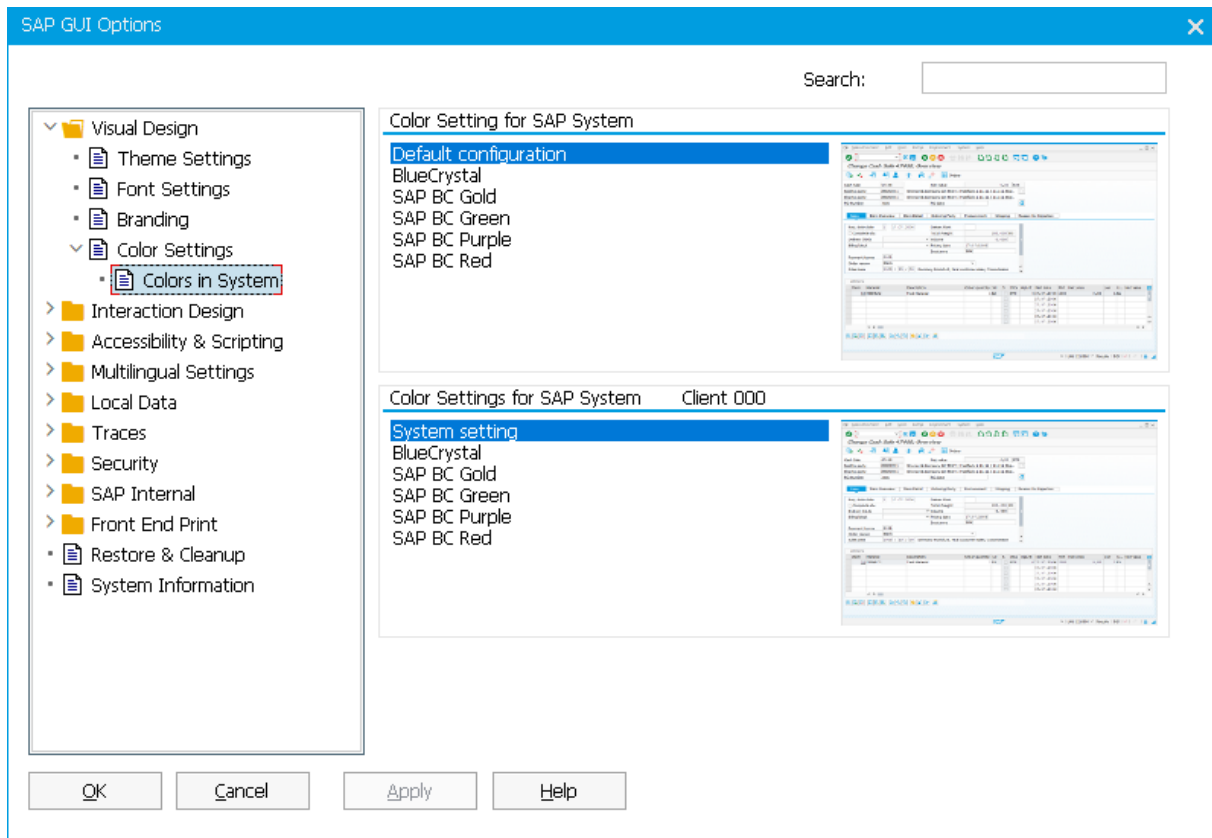 SAP GUI Options
Search:
Visual Design
Theme Settings
Font Settings
Branding
Color Settings
Colors in System
Interaction Design
Accessibility & Scripting
Multilingual Settings
Local Data
Traces
Security
SAP Internal
Front End Print
Restore & Cleanup
System Information
Color Setting for SAP System
Default configuration
BlueCrystal
SAP BC Gold
SAP BC Green
SAP BC Purple
SAP BC Red
Color Settings for SAP System Client 000
System setting
BlueCrystal
SAP BC Gold
SAP BC Green
SAP BC Purple
SAP BC Red
OK
Cancel
Apply
Help